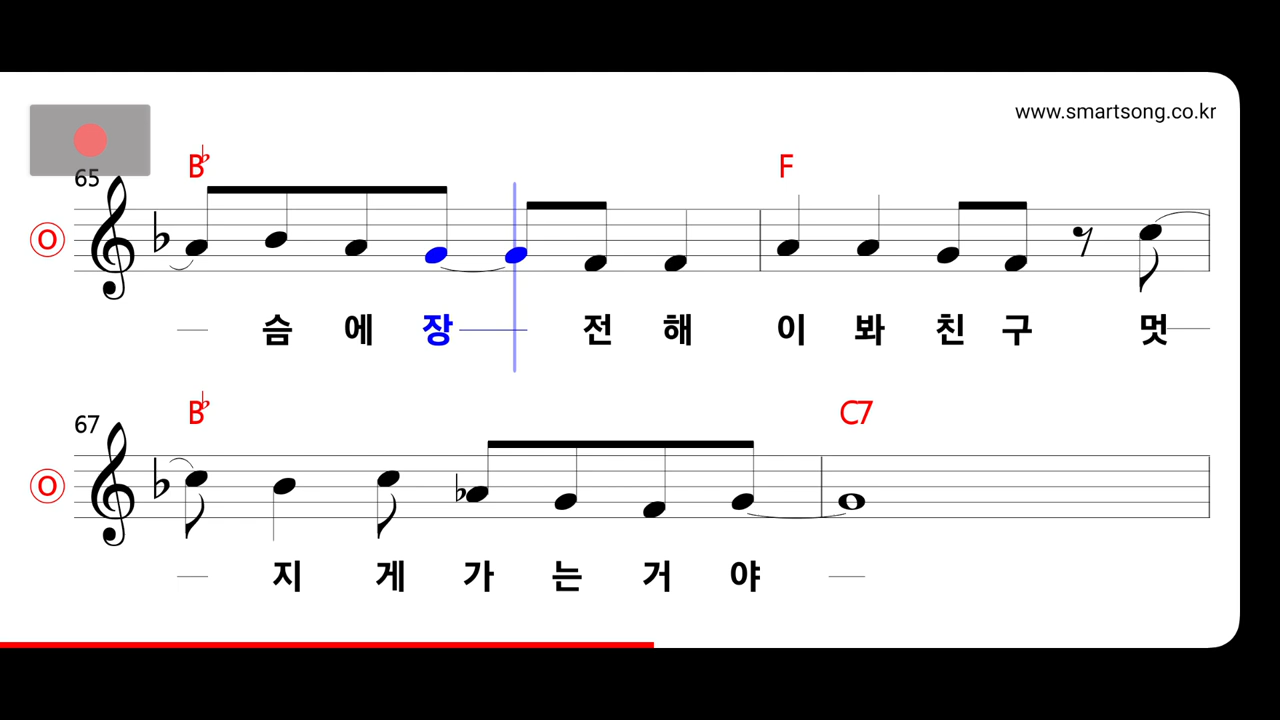 www.smartsong.co.kr
65
B♭ F
O
슴 에 장 전 해 이 봐 친 구 멋
67
B♭ C7
O
지 게 가 는 거 야